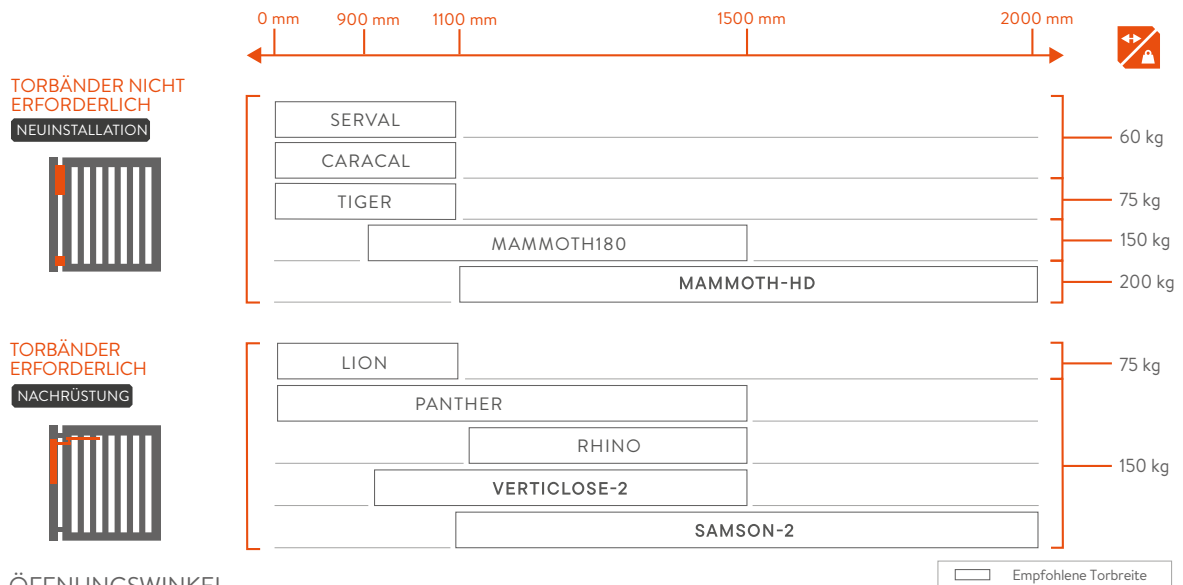 0 mm 900 mm 1100 mm 1500 mm 2000 mm
TORBÄNDER NICHT
ERFORDERLICH
NEUINSTALLATION
SERVAL
60 kg
CARACAL
TIGER
75 kg
MAMMOTH180
150 kg
MAMMOTH-HD
200 kg
TORBÄNDER
ERFORDERLICH
NACHRÜSTUNG
LION
75 kg
PANTHER
RHINO
150 kg
VERTICLOSE-2
SAMSON-2
Empfohlene Torbreite
ÖFFNUNGSWINKEL